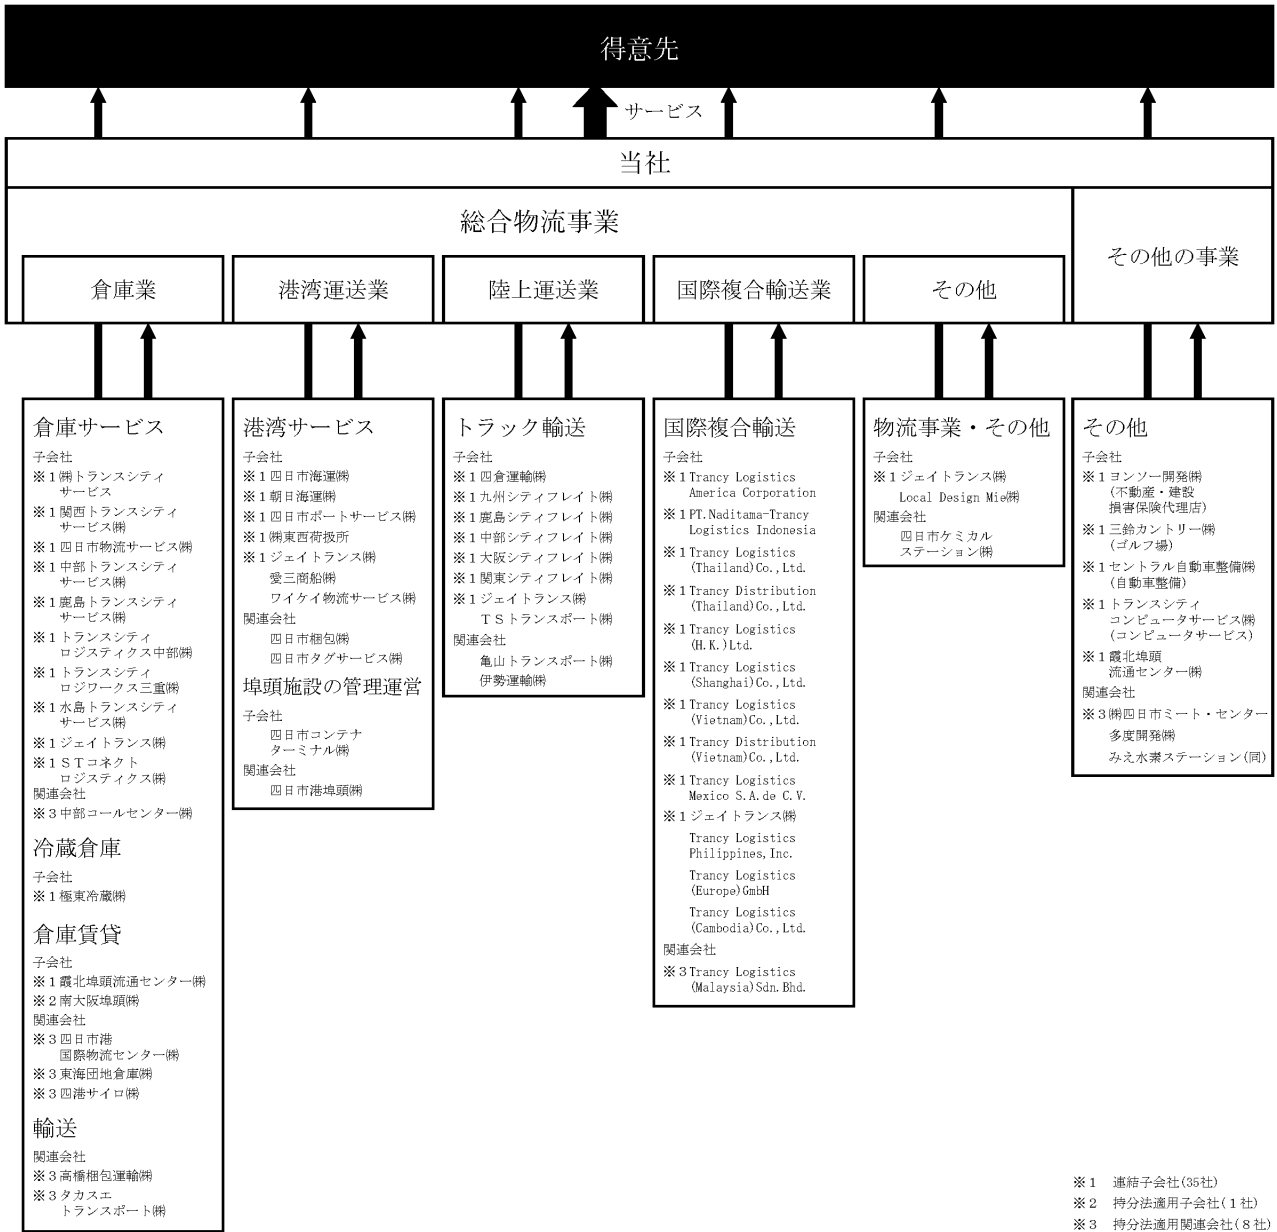 得意先
サービス
当社
総合物流事業
その他の事業
倉庫業
港湾運送業
陸上運送業
国際複合輸送業
その他
倉庫サービス
子会社
※1㈱トランスシティ
サービス
※1関西トランスシティ
サービス㈱
※1四日市物流サービス㈱
※1中部トランスシティ
サービス㈱
※1鹿島トランスシティ
サービス㈱
※1トランスシティ
ロジスティクス中部㈱
※1トランスシティ
ロジワークス三重㈱
※1水島トランスシティ
サービス㈱
※1ジェイトランス㈱
※1STコネクト
ロジスティクス㈱
関連会社
※3中部コールセンター㈱
冷蔵倉庫
子会社
※1極東冷蔵㈱
倉庫賃貸
子会社
※1霞北埠頭流通センター㈱
※2南大阪埠頭㈱
関連会社
※3四日市港
国際物流センター㈱
※3東海団地倉庫㈱
※3四港サイロ㈱
輸送
関連会社
※3高橋梱包運輸㈱
※3タカスエ
トランスポート㈱
港湾サービス
子会社
※1四日市海運㈱
※1朝日海運㈱
※1四日市ポートサービス㈱
※1㈱東西荷扱所
※1ジェイトランス㈱
愛三商船㈱
ワイケイ物流サービス㈱
関連会社
四日市梱包㈱
四日市タグサービス㈱
埠頭施設の管理運営
子会社
四日市コンテナ
ターミナル㈱
関連会社
四日市港埠頭㈱
トラック輸送
子会社
※1四倉運輸㈱
※1九州シティフレイト㈱
※1鹿島シティフレイト㈱
※1中部シティフレイト㈱
※1大阪シティフレイト㈱
※1関東シティフレイト㈱
※1ジェイトランス㈱
TSトランスポート㈱
関連会社
亀山トランスポート㈱
伊勢運輸㈱
国際複合輸送
子会社
※1Trancy Logistics
America Corporation
※1PT.Naditama-Trancy
Logistics Indonesia
※1Trancy Logistics
(Thailand)Co.,Ltd.
※1Trancy Distribution
(Thailand)Co.,Ltd.
※1Trancy Logistics
(H.K.)Ltd.
※1Trancy Logistics
(Shanghai)Co.,Ltd.
※1Trancy Logistics
(Vietnam)Co.,Ltd.
※1Trancy Distribution
(Vietnam)Co.,Ltd.
※1Trancy Logistics
Mexico S.A.de C.V.
※1ジェイトランス㈱
Trancy Logistics
Philippines,Inc.
Trancy Logistics
(Europe)GmbH
Trancy Logistics
(Cambodia)Co.,Ltd.
関連会社
※3Trancy Logistics
(Malaysia)Sdn.Bhd.
物流事業・その他
子会社
※1ジェイトランス㈱
Local Design Mie㈱
関連会社
四日市ケミカル
ステーション㈱
その他
子会社
※1ヨンソー開発㈱
(不動産・建設
損害保険代理店)
※1三鈴カントリー㈱
(ゴルフ場)
※1セントラル自動車整備㈱
(自動車整備)
※1トランスシティ
コンピュータサービス㈱
(コンピュータサービス)
※1霞北埠頭
流通センター㈱
関連会社
※3㈱四日市ミート・センター
多度開発㈱
みえ水素ステーション(同)
※1 連結子会社(35社)
※2 持分法適用子会社(1社)
※3 持分法適用関連会社(8社)